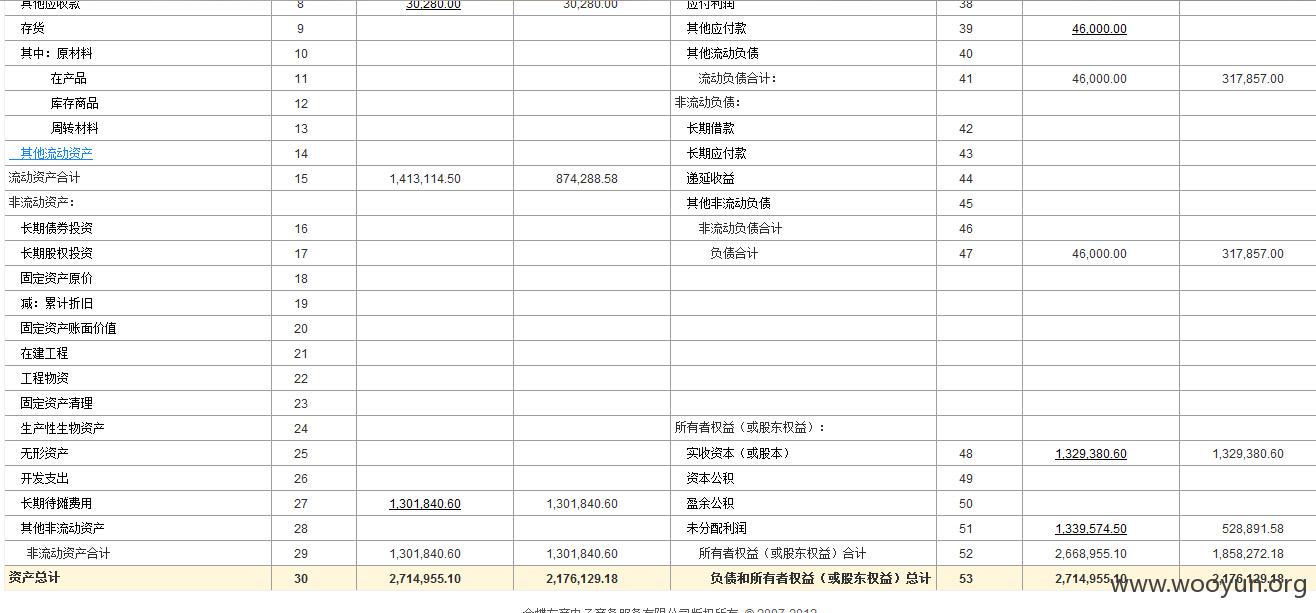 其他应收款 8 30,280.00 30,280.00 应付利润 38
存货 9 其他应付款 39 46,000.00
其中：原材料 10 其他流动负债 40
在产品 11 流动负债合计： 41 46,000.00 317,857.00
库存商品 12 非流动负债：
周转材料 13 长期借款 42
其他流动资产 14 长期应付款 43
流动资产合计 15 1,413,114.50 874,288.58 递延收益 44
非流动资产： 其他非流动负债 45
长期债券投资 16 非流动负债合计 46
长期股权投资 17 负债合计 47 46,000.00 317,857.00
固定资产原价 18
减：累计折旧 19
固定资产账面价值 20
在建工程 21
工程物资 22
固定资产清理 23
生产性生物资产 24 所有者权益（或股东权益）：
无形资产 25 实收资本（或股本） 48 1,329,380.60 1,329,380.60
开发支出 26 资本公积 49
长期待摊费用 27 1,301,840.60 1,301,840.60 盈余公积 50
其他非流动资产 28 未分配利润 51 1,339,574.50 528,891.58
非流动资产合计 29 1,301,840.60 1,301,840.60 所有者权益（或股东权益）合计 52 2,668,955.10 1,858,272.18
资产总计 30 2,714,955.10 2,176,129.18 负债和所有者权益（或股东权益）总计 53 2,714,955.10 2,176,129.18
www.wooyun.org